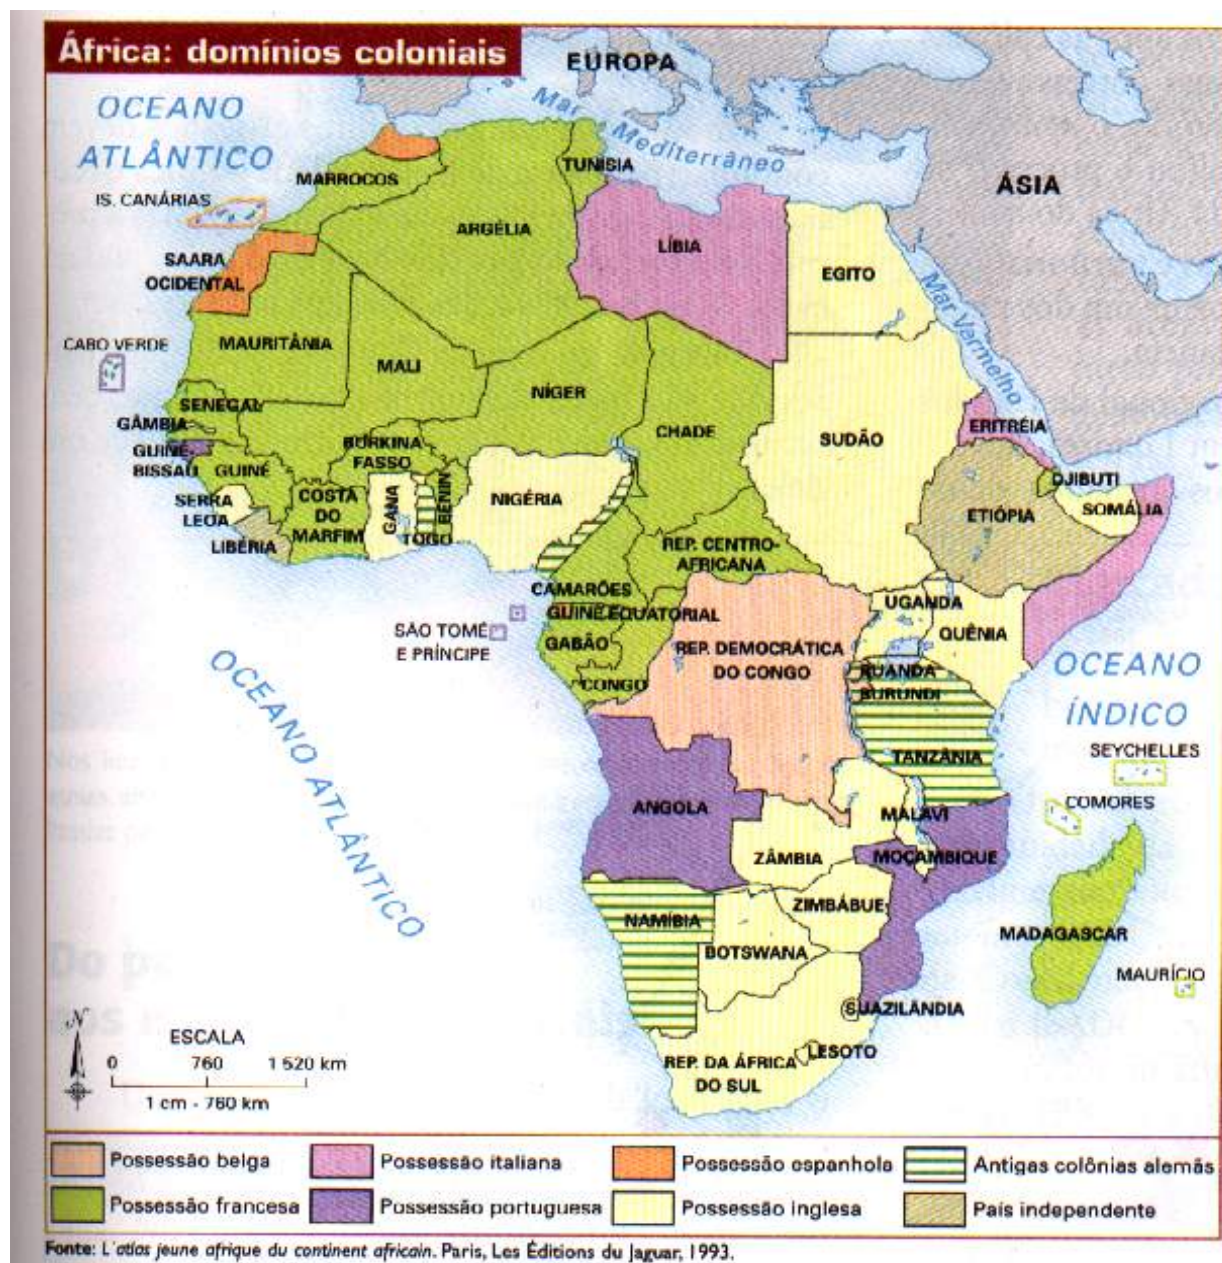 África: domínios coloniais
EUROPA
OCEANO
ATLÂNTICO
Mar Mediterrâneo
ÁSIA
TUNISIA
MARROCOS
IS. CANÁRIAS
ARGÉLIA
LÍBIA
EGITO
SAARA
OCIDENTAL
Mar Vermelho
CABO VERDE
MAURITÂNIA
MALI
NÍGER
CHADE
SUDÃO
ERITRÉIA
SENEGAL
GÂMBIA
GUINÉ-
BISSAU
GUINÉ
BURKINA
FASSO
DJIBUTI
SERRA
LEOA
COSTA
DO
MARFIM
GANA
TOGO
BENIN
NIGÉRIA
ETIÓPIA
SOMÁLIA
LIBÉRIA
REP. CENTRO-
AFRICANA
CAMARÕES
GUINÉ EQUATORIAL
UGANDA
QUÊNIA
SÃO TOMÉ
E PRÍNCIPE
GABÃO
CONGO
REP. DEMOCRÁTICA
DO CONGO
RUANDA
BURUNDI
OCEANO
ÍNDICO
OCEANO ATLÂNTICO
TANZÂNIA
SEYCHELLES
COMORES
ANGOLA
MALAVI
ZÂMBIA
MOÇAMBIQUE
NAMÍBIA
ZIMBÁBUE
BOTSWANA
MADAGASCAR
MAURÍCIO
SUAZILÂNDIA
LESOTO
REP. DA ÁFRICA
DO SUL
N
ESCALA
0 760 1 520 km
1 cm - 760 km
Possessão belga
Possessão italiana
Possessão espanhola
Antigas colônias alemãs
Possessão francesa
Possessão portuguesa
Possessão inglesa
País independente
Fonte: L'atlas jeune afrique du continent africain. Paris, Les Éditions du Jaguar, 1993.